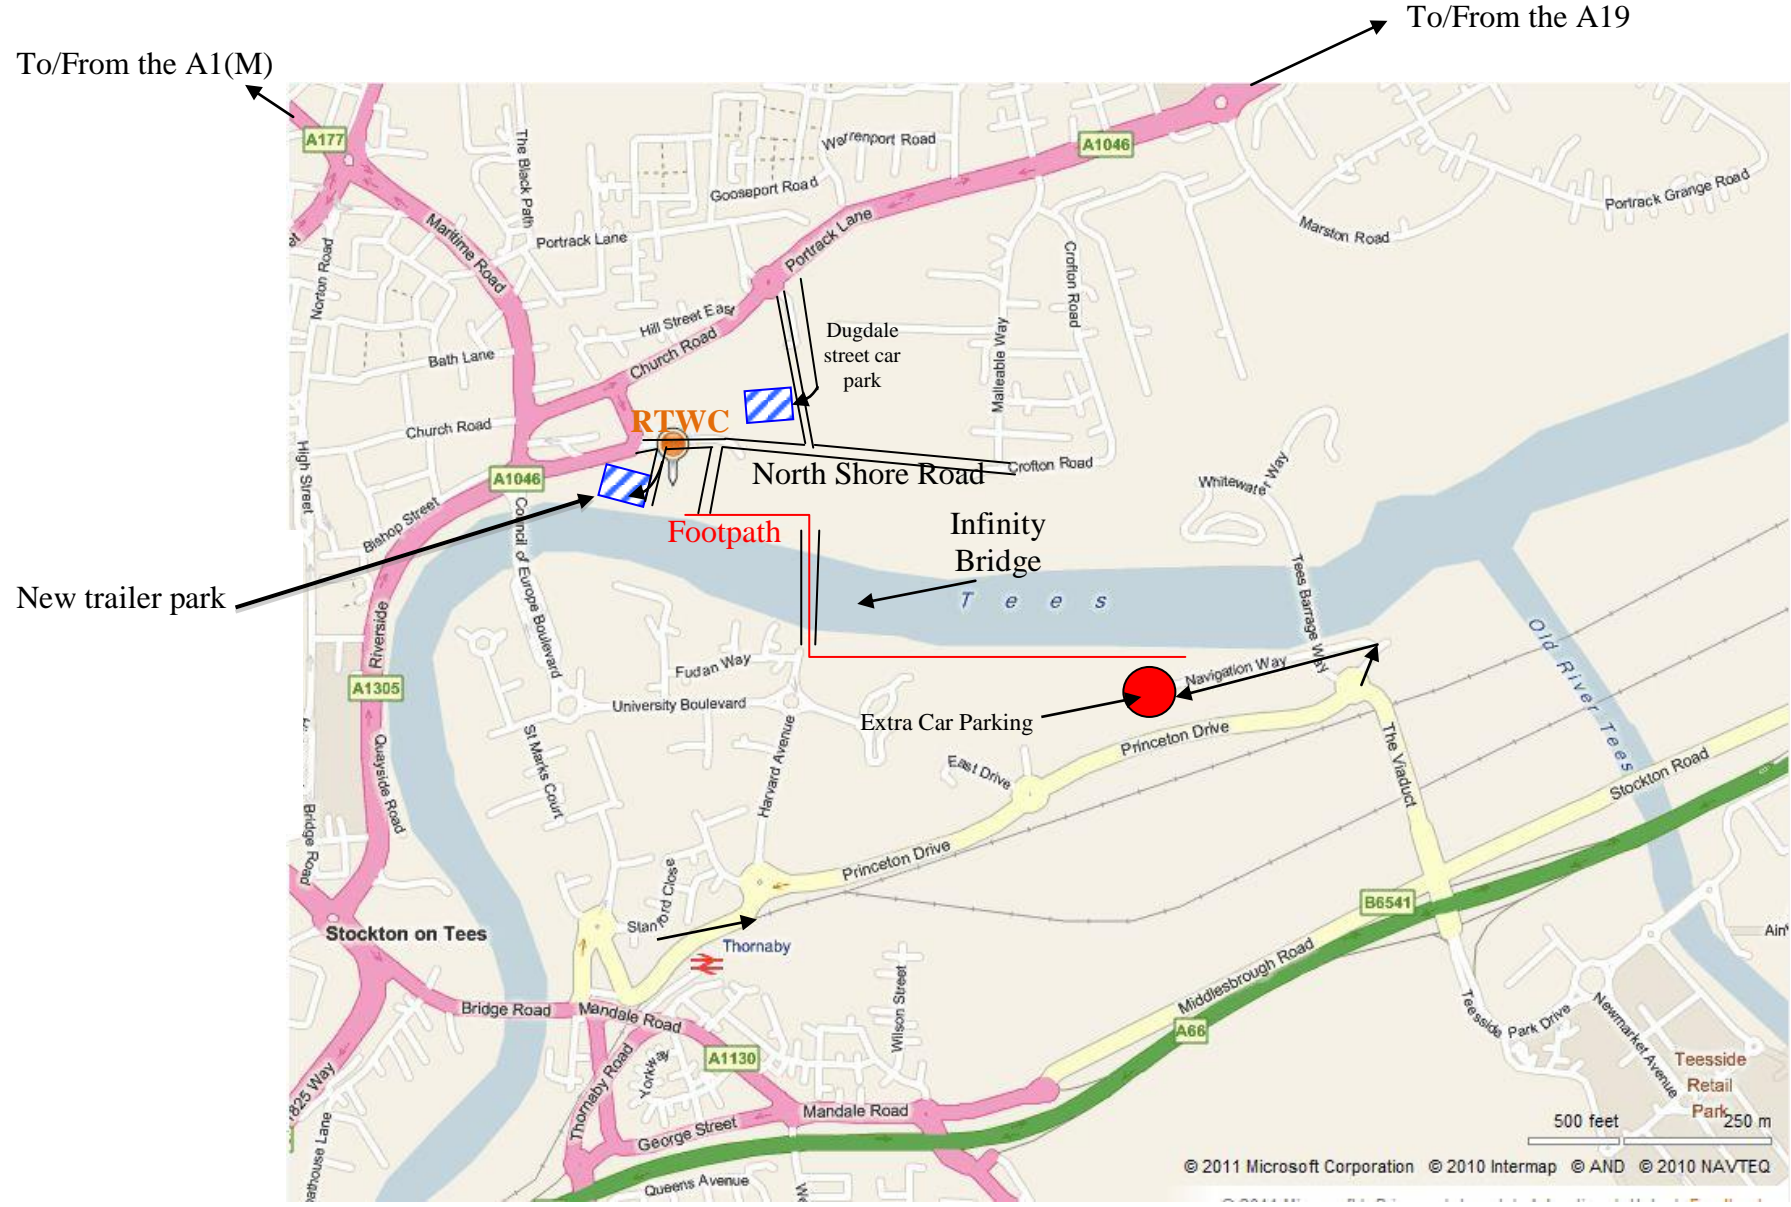 To/From the A19
To/From the A1(M)
A177
A1046
The Black Path
Warrenport Road
Gooseport Road
Portrack Grange Road
Marston Road
Maritime Road
Portrack Lane
Portrack Lane
Norton Road
Crofton Road
Hill Street East
Church Road
Malleable Way
Dugdale
street car
park
Bath Lane
RTWC
Church Road
High Street
A1046
North Shore Road
Crofton Road
Whitewater Way
Bishop Street
Council of Europe Boulevard
Footpath
Infinity
Bridge
New trailer park
Tees
Tees Barrage Way
Old River Tees
Riverside
A1305
Fudan Way
University Boulevard
Navigation Way
Extra Car Parking
Princeton Drive
St Marks Court
Harvard Avenue
East Drive
The Viaduct
Stockton Road
Quayside Road
Bridge Road
Princeton Drive
Stanford Close
B6541
Stockton on Tees
Thornaby
Wilson Street
Middlesbrough Road
Bridge Road
Mandale Road
A66
Teesside Park Drive
Newmarket Avenue
Thornaby Road
Yorkway
A1130
Teesside
Retail
Park
1825 Way
Mandale Road
George Street
500 feet
250 m
Queens Avenue
© 2011 Microsoft Corporation © 2010 Intermap © AND © 2010 NAVTEQ